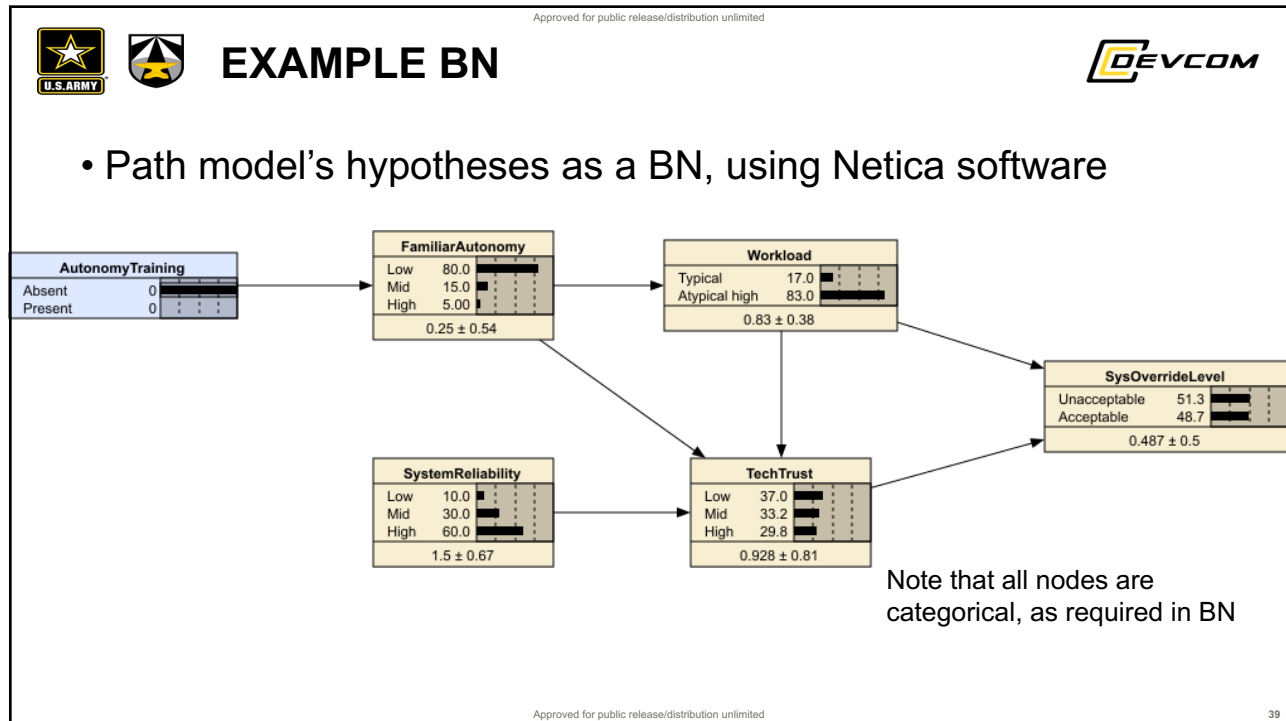 Approved for public release/distribution unlimited
U.S.ARMY
EXAMPLE BN
DEVCOM
• Path model's hypotheses as a BN, using Netica software
AutonomyTraining
Absent 0
Present 0
FamiliarAutonomy
Low 80.0
Mid 15.0
High 5.00
0.25 ± 0.54
Workload
Typical 17.0
Atypical high 83.0
0.83 ± 0.38
SysOverrideLevel
Unacceptable 51.3
Acceptable 48.7
0.487 ± 0.5
SystemReliability
Low 10.0
Mid 30.0
High 60.0
1.5 ± 0.67
TechTrust
Low 37.0
Mid 33.2
High 29.8
0.928 ± 0.81
Note that all nodes are
categorical, as required in BN
Approved for public release/distribution unlimited
39